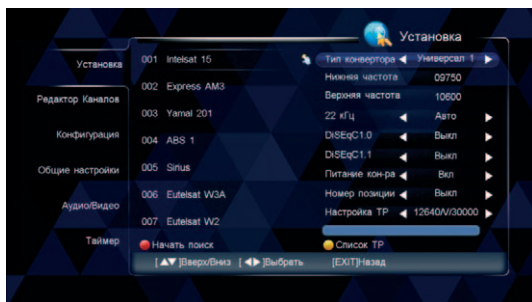 Установка
Установка
Редактор Каналов
Конфигурация
Общие настройки
Аудио/Видео
Таймер
001 Intelsat 15
002 Express AM3
003 Yamal 201
004 ABS 1
005 Sirius
006 Eutelsat W3A
007 Eutelsat W2
Тип конвертора Универсал 1
Нижняя частота 09750
Верхняя частота 10600
22 кГц Авто
DiSEqC1.0 Выкл
DiSEqC1.1 Выкл
Питание кон-ра Вкл
Номер позиции Выкл
Настройка ТР 12640/V/30000
Начать поиск
Список ТР
[▲▼]Вверх/Вниз [◀▶]Выбрать [EXIT]Назад